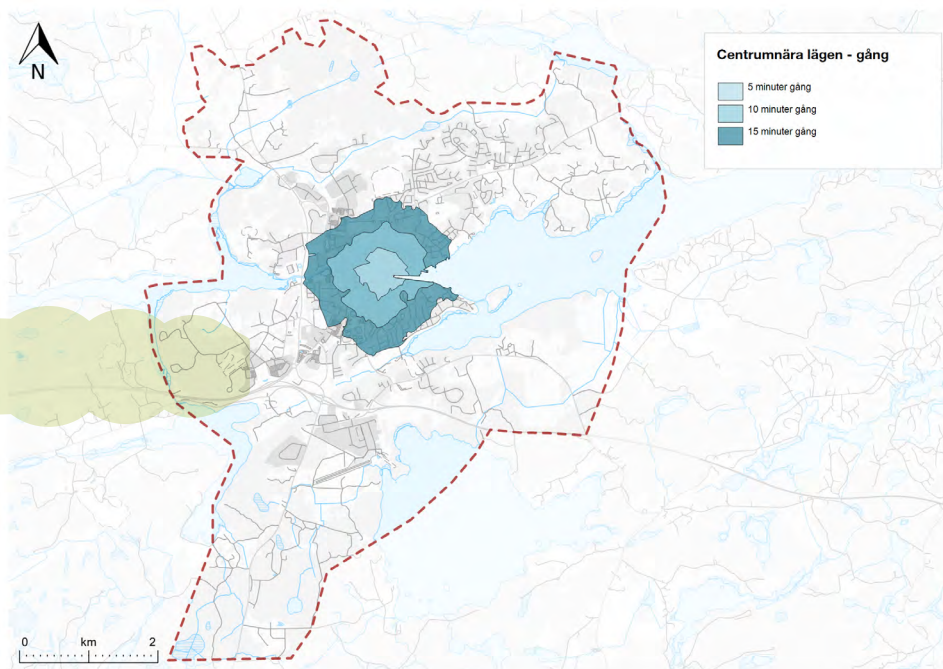 N
Centrumnära lägen - gång
5 minuter gång
10 minuter gång
15 minuter gång
0 km 2